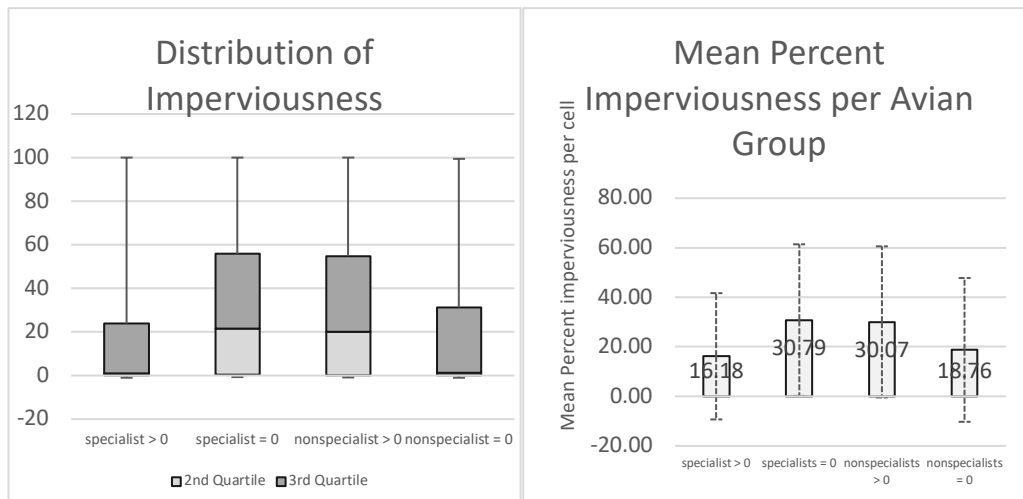 Distribution of
Imperviousness
120
100
80
60
40
20
0
-20
specialist > 0
specialist = 0
nonspecialist > 0
nonspecialist = 0
2nd Quartile
3rd Quartile
Mean Percent
Imperviousness per Avian
Group
Mean Percent imperviousness per cell
80.00
60.00
40.00
20.00
0.00
-20.00
16.18
30.79
30.07
18.76
specialist > 0
specialists = 0
nonspecialists
> 0
nonspecialists
= 0